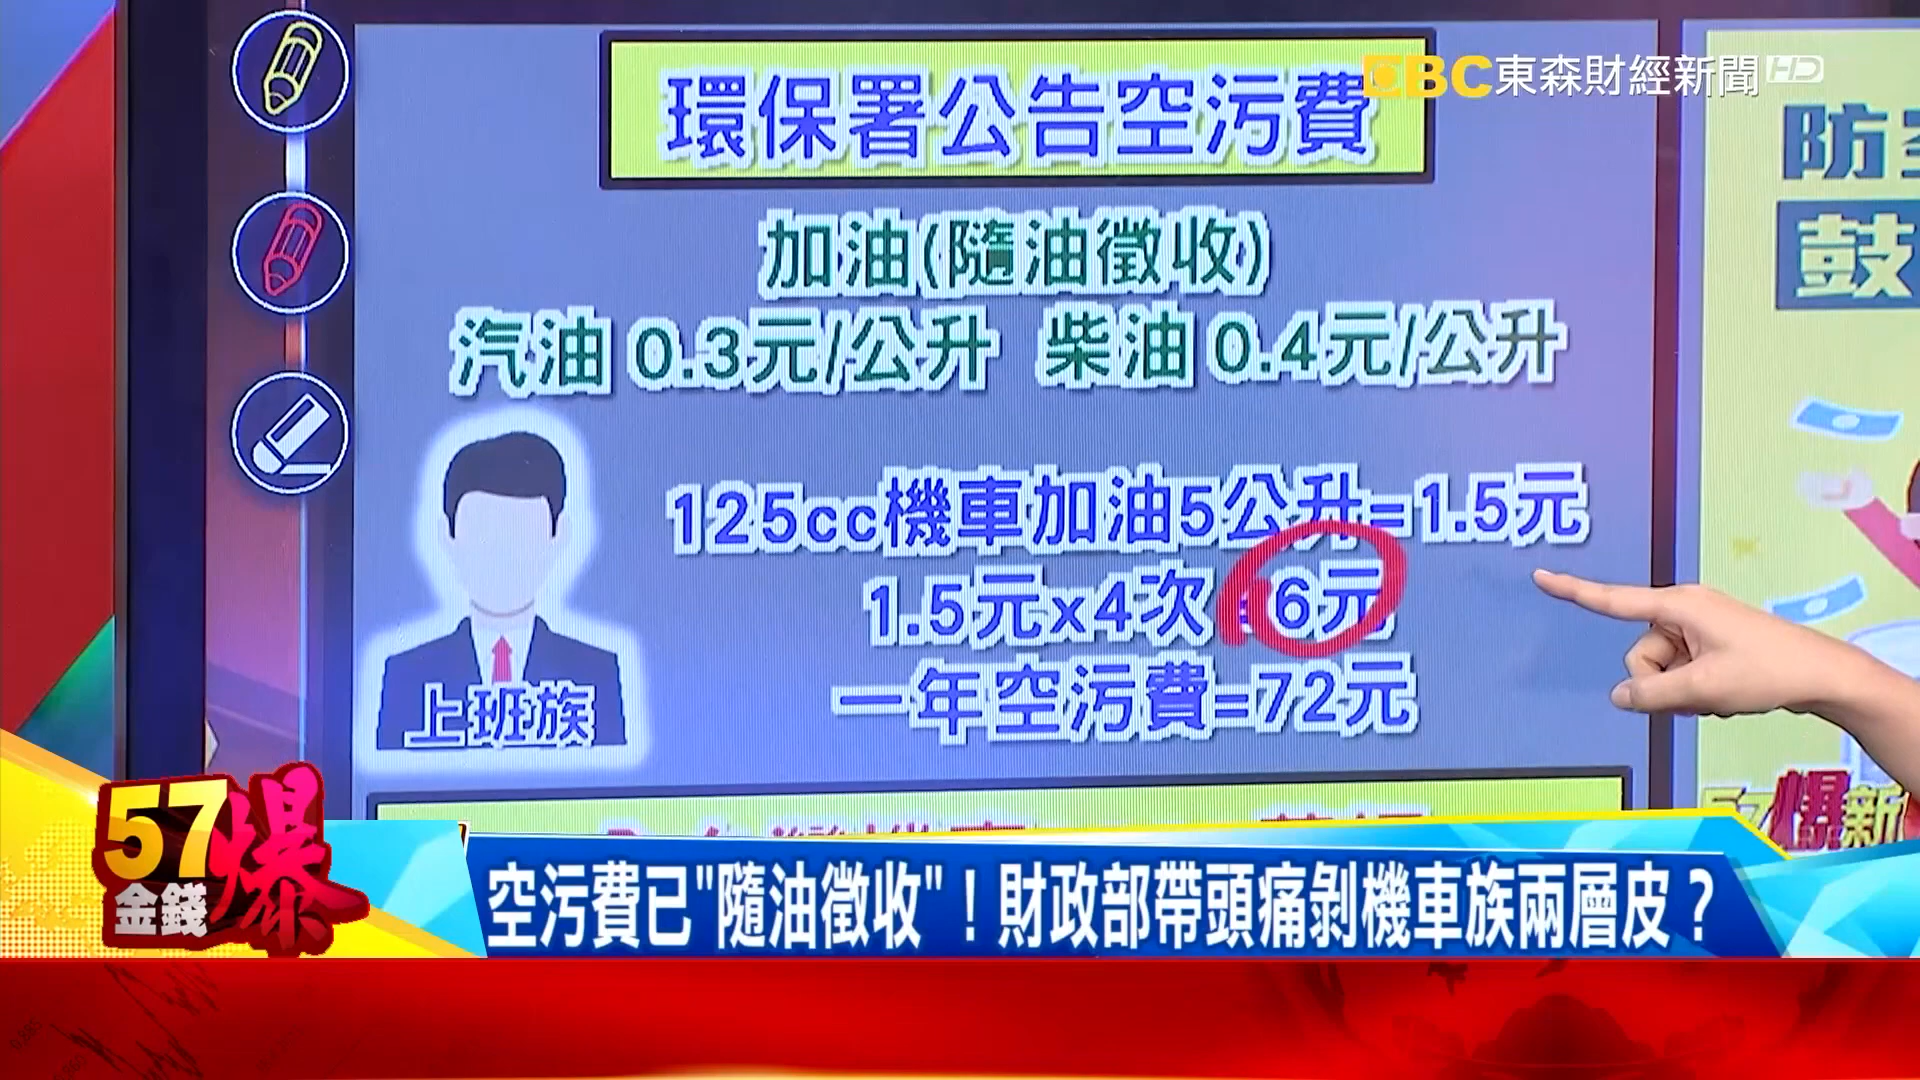 環保署公告空污費
EBC東森財經新聞HD
加油(隨油徵收)
汽油 0.3元/公升 柴油 0.4元/公升
125cc機車加油5公升=1.5元
1.5元x4次=6元
一年空污費=72元
上班族
防
鼓
57爆新
57
金錢爆
空污費已"隨油徵收"！財政部帶頭痛剝機車族兩層皮？